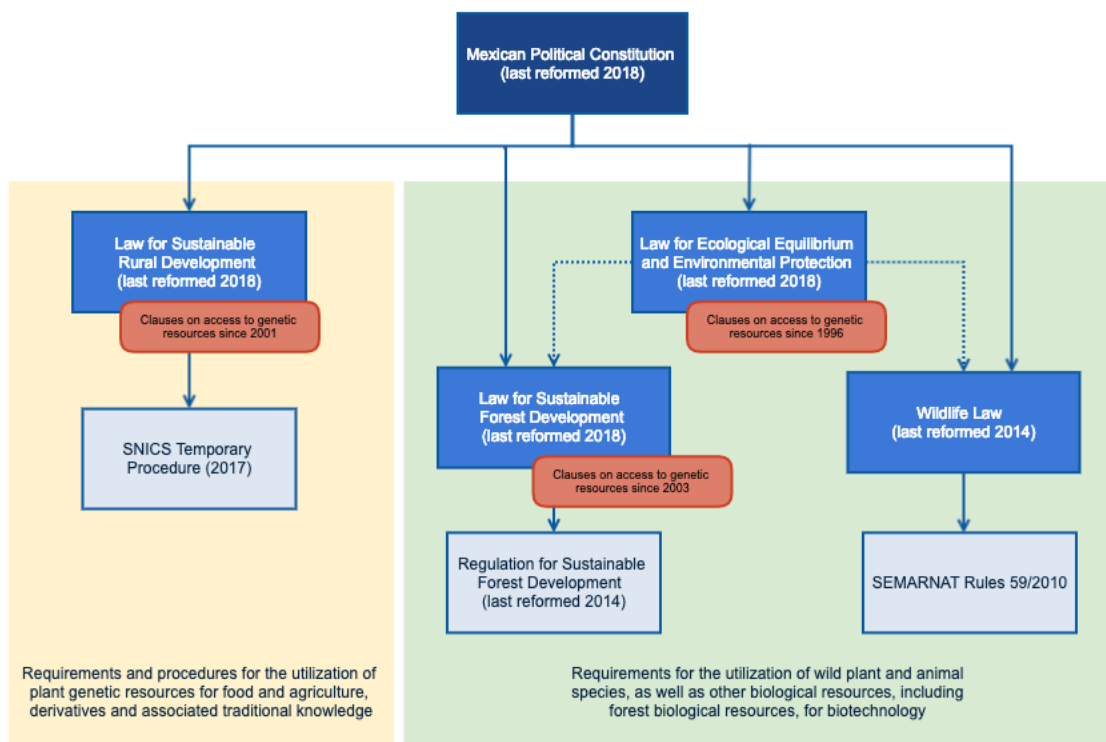 Mexican Political Constitution
(last reformed 2018)
Law for Sustainable
Rural Development
(last reformed 2018)
Clauses on access to genetic
resources since 2001
SNICS Temporary
Procedure (2017)
Requirements and procedures for the utilization of
plant genetic resources for food and agriculture,
derivatives and associated traditional knowledge
Law for Ecological Equilibrium
and Environmental Protection
(last reformed 2018)
Clauses on access to genetic
resources since 1996
Law for Sustainable
Forest Development
(last reformed 2018)
Clauses on access to genetic
resources since 2003
Regulation for Sustainable
Forest Development
(last reformed 2014)
Wildlife Law
(last reformed 2014)
SEMARNAT Rules 59/2010
Requirements for the utilization of wild plant and animal
species, as well as other biological resources, including
forest biological resources, for biotechnology